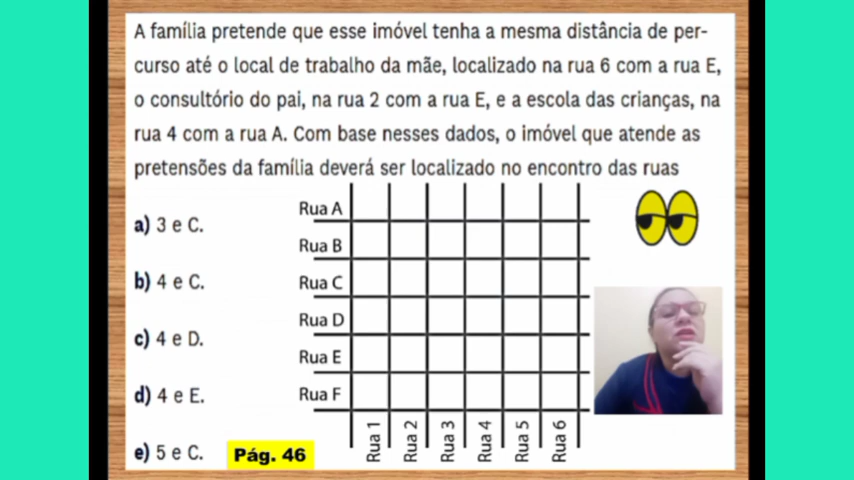 A família pretende que esse imóvel tenha a mesma distância de per-
curso até o local de trabalho da mãe, localizado na rua 6 com a rua E,
o consultório do pai, na rua 2 com a rua E, e a escola das crianças, na
rua 4 com a rua A. Com base nesses dados, o imóvel que atende as
pretensões da família deverá ser localizado no encontro das ruas
a) 3 e C.
b) 4 e C.
c) 4 e D.
d) 4 e E.
e) 5 e C.
Pág. 46
Rua A
Rua B
Rua C
Rua D
Rua E
Rua F
Rua 1
Rua 2
Rua 3
Rua 4
Rua 5
Rua 6